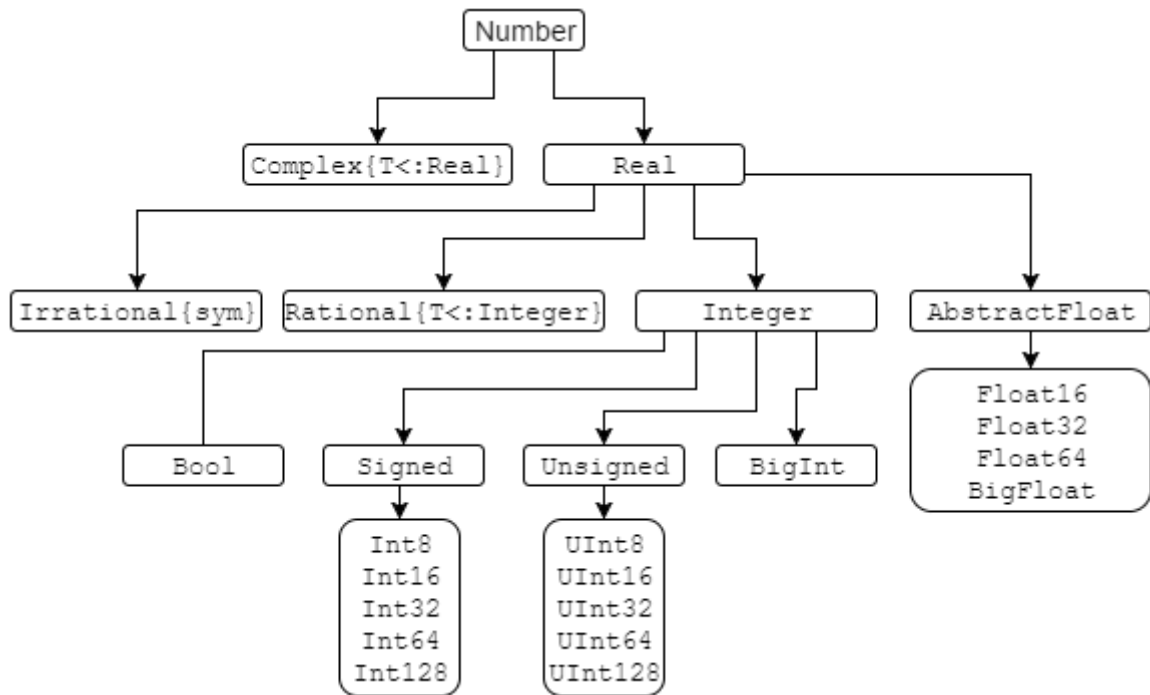 Number
Complex{T<:Real}
Real
Irrational{sym}
Rational{T<:Integer}
Integer
AbstractFloat
Float16
Float32
Float64
BigFloat
Bool
Signed
Unsigned
BigInt
Int8
Int16
Int32
Int64
Int128
UInt8
UInt16
UInt32
UInt64
UInt128